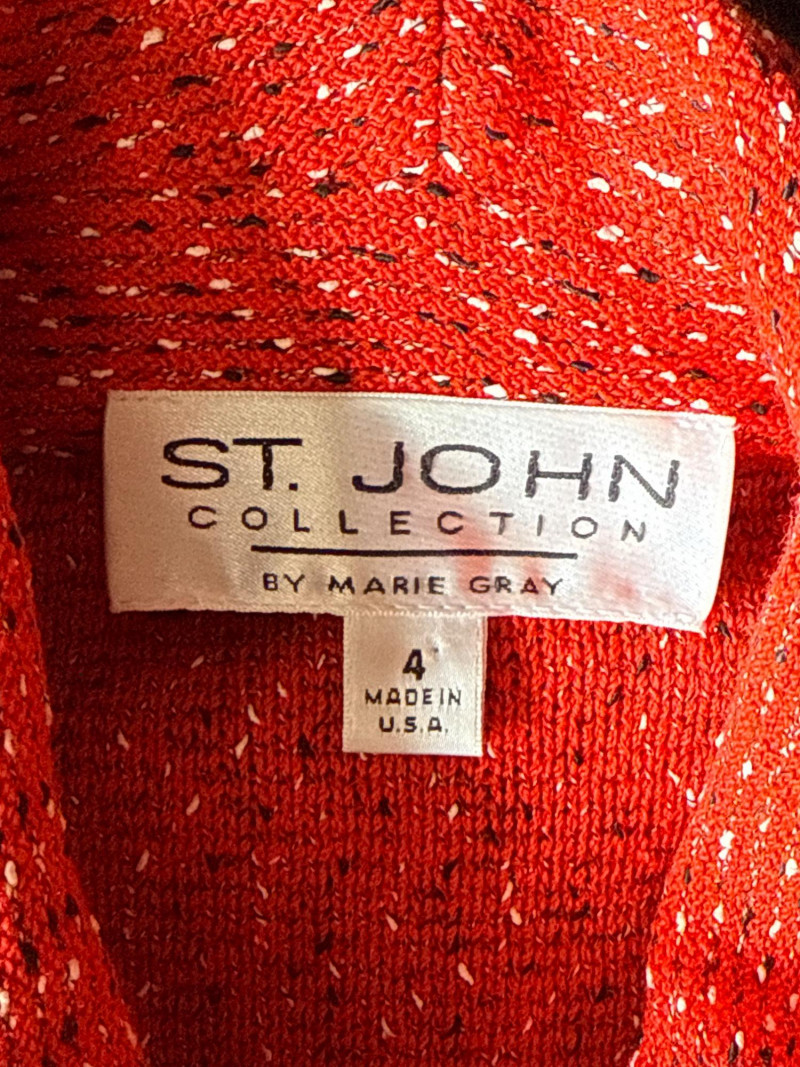 ST. JOHN
COLLECTION
BY MARIE GRAY
4
MADE IN
U.S.A.